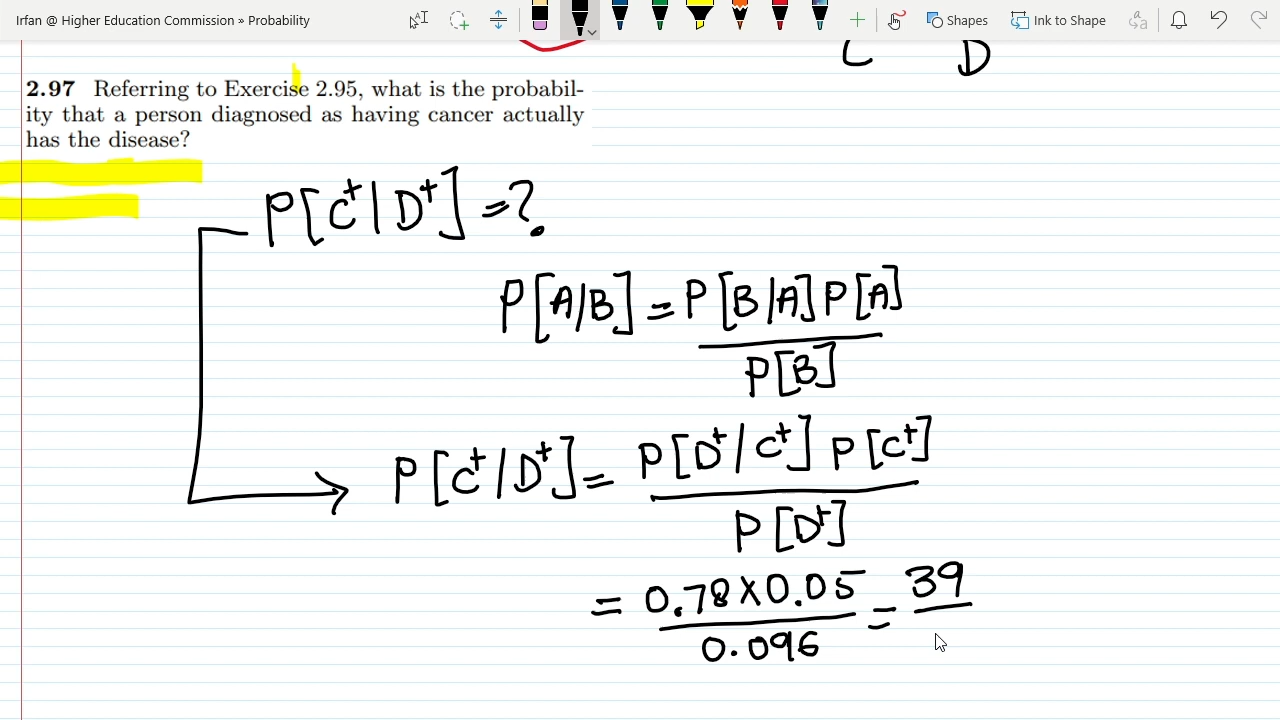 Irfan @ Higher Education Commission » Probability
Shapes
Ink to Shape
C D
2.97 Referring to Exercise 2.95, what is the probabil-
ity that a person diagnosed as having cancer actually
has the disease?
P[C⁺|D⁺] = ?
P[A/B] = P[B/A] P[A]
P[B]
P[C⁺/D⁺] = P[D⁺/C⁺] P[C⁺]
P[D⁺]
= 0.78×0.05 = 39
0.096